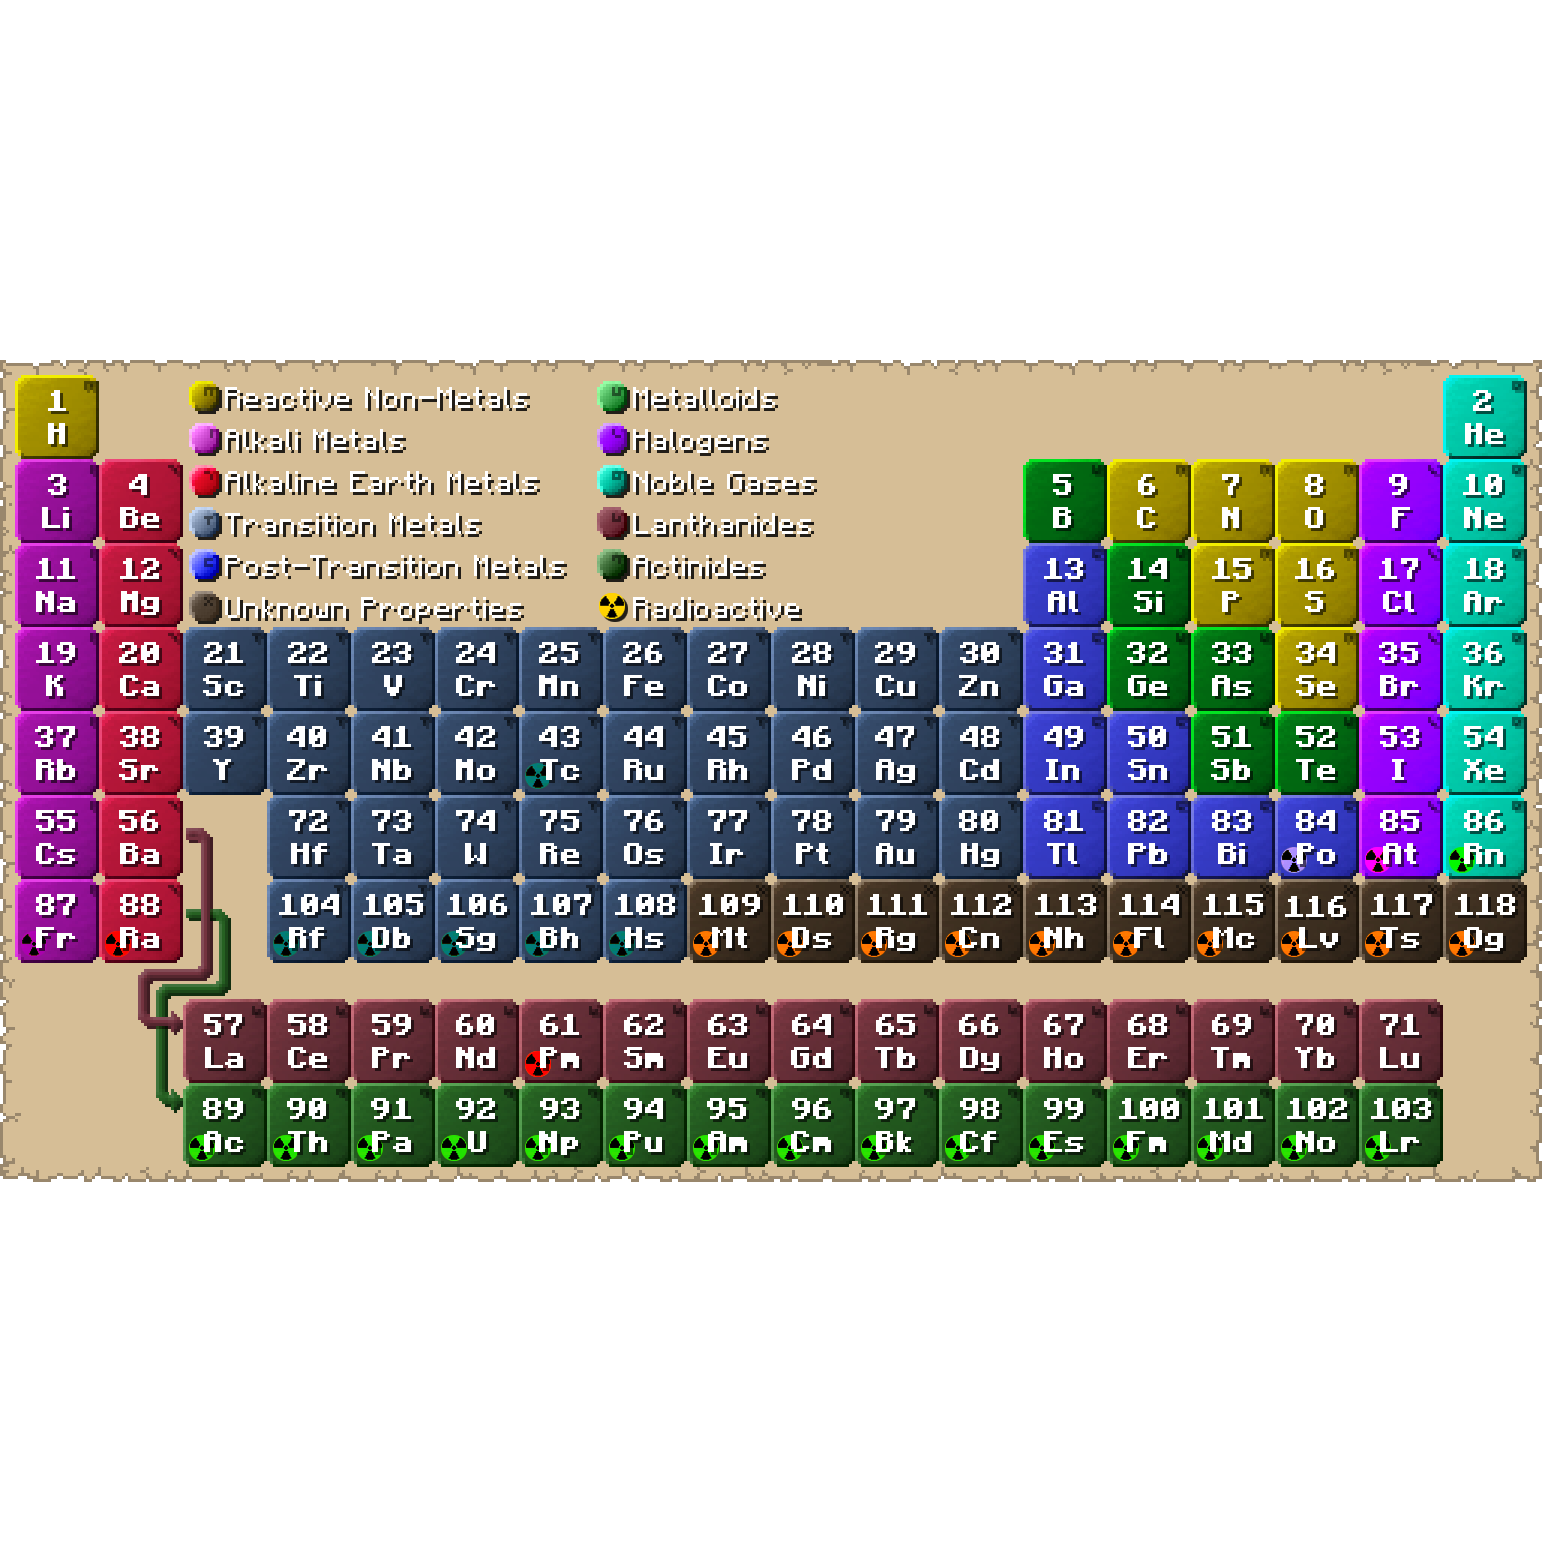 1 Reactive Non-Metals Metalloids 2
H Alkali Metals Halogens He
3 4 Alkaline Earth Metals Noble Gases 5 6 7 8 9 10
Li Be Transition Metals Lanthanides B C N O F Ne
11 12 Post-Transition Metals Actinides 13 14 15 16 17 18
Na Mg Unknown Properties Radioactive Al Si P S Cl Ar
19 20 21 22 23 24 25 26 27 28 29 30 31 32 33 34 35 36
K Ca Sc Ti V Cr Mn Fe Co Ni Cu Zn Ga Ge As Se Br Kr
37 38 39 40 41 42 43 44 45 46 47 48 49 50 51 52 53 54
Rb Sr Y Zr Nb Mo Tc Ru Rh Pd Ag Cd In Sn Sb Te I Xe
55 56 72 73 74 75 76 77 78 79 80 81 82 83 84 85 86
Cs Ba Hf Ta W Re Os Ir Pt Au Hg Tl Pb Bi Po At Rn
87 88 104 105 106 107 108 109 110 111 112 113 114 115 116 117 118
Fr Ra Rf Db Sg Bh Hs Mt Ds Rg Cn Nh Fl Mc Lv Ts Og
57 58 59 60 61 62 63 64 65 66 67 68 69 70 71
La Ce Pr Nd Pm Sm Eu Gd Tb Dy Ho Er Tm Yb Lu
89 90 91 92 93 94 95 96 97 98 99 100 101 102 103
Ac Th Pa U Np Pu Am Cm Bk Cf Es Fm Md No Lr